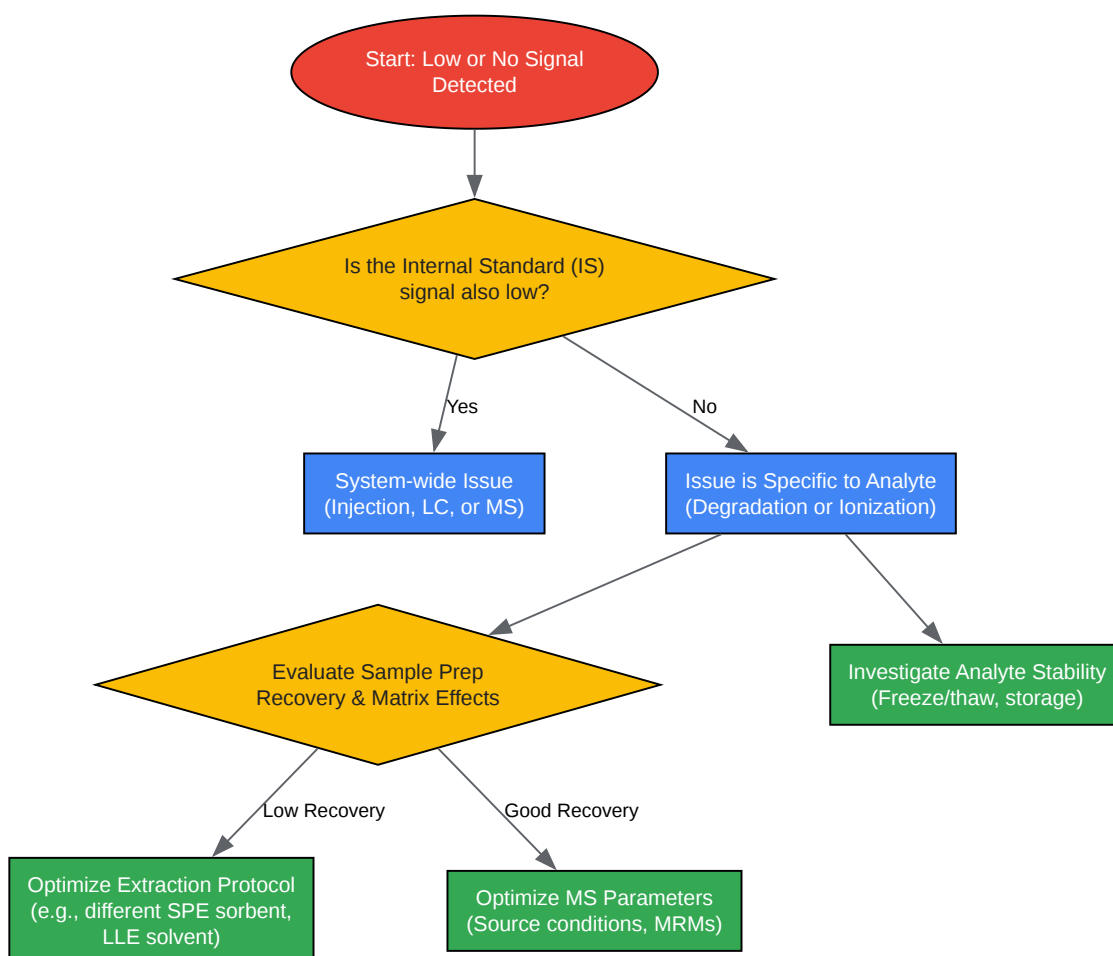 Start: Low or No Signal
Detected
Is the Internal Standard (IS)
signal also low?
Yes
No
System-wide Issue
(Injection, LC, or MS)
Issue is Specific to Analyte
(Degradation or Ionization)
Evaluate Sample Prep
Recovery & Matrix Effects
Investigate Analyte Stability
(Freeze/thaw, storage)
Low Recovery
Good Recovery
Optimize Extraction Protocol
(e.g., different SPE sorbent,
LLE solvent)
Optimize MS Parameters
(Source conditions, MRMs)